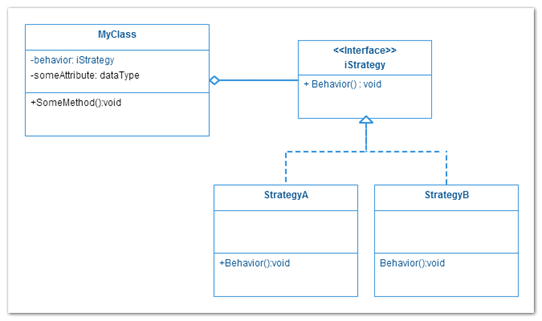 MyClass
-behavior: iStrategy
-someAttribute: dataType
+SomeMethod():void
<<Interface>>
iStrategy
+ Behavior() : void
StrategyA
+Behavior():void
StrategyB
Behavior():void